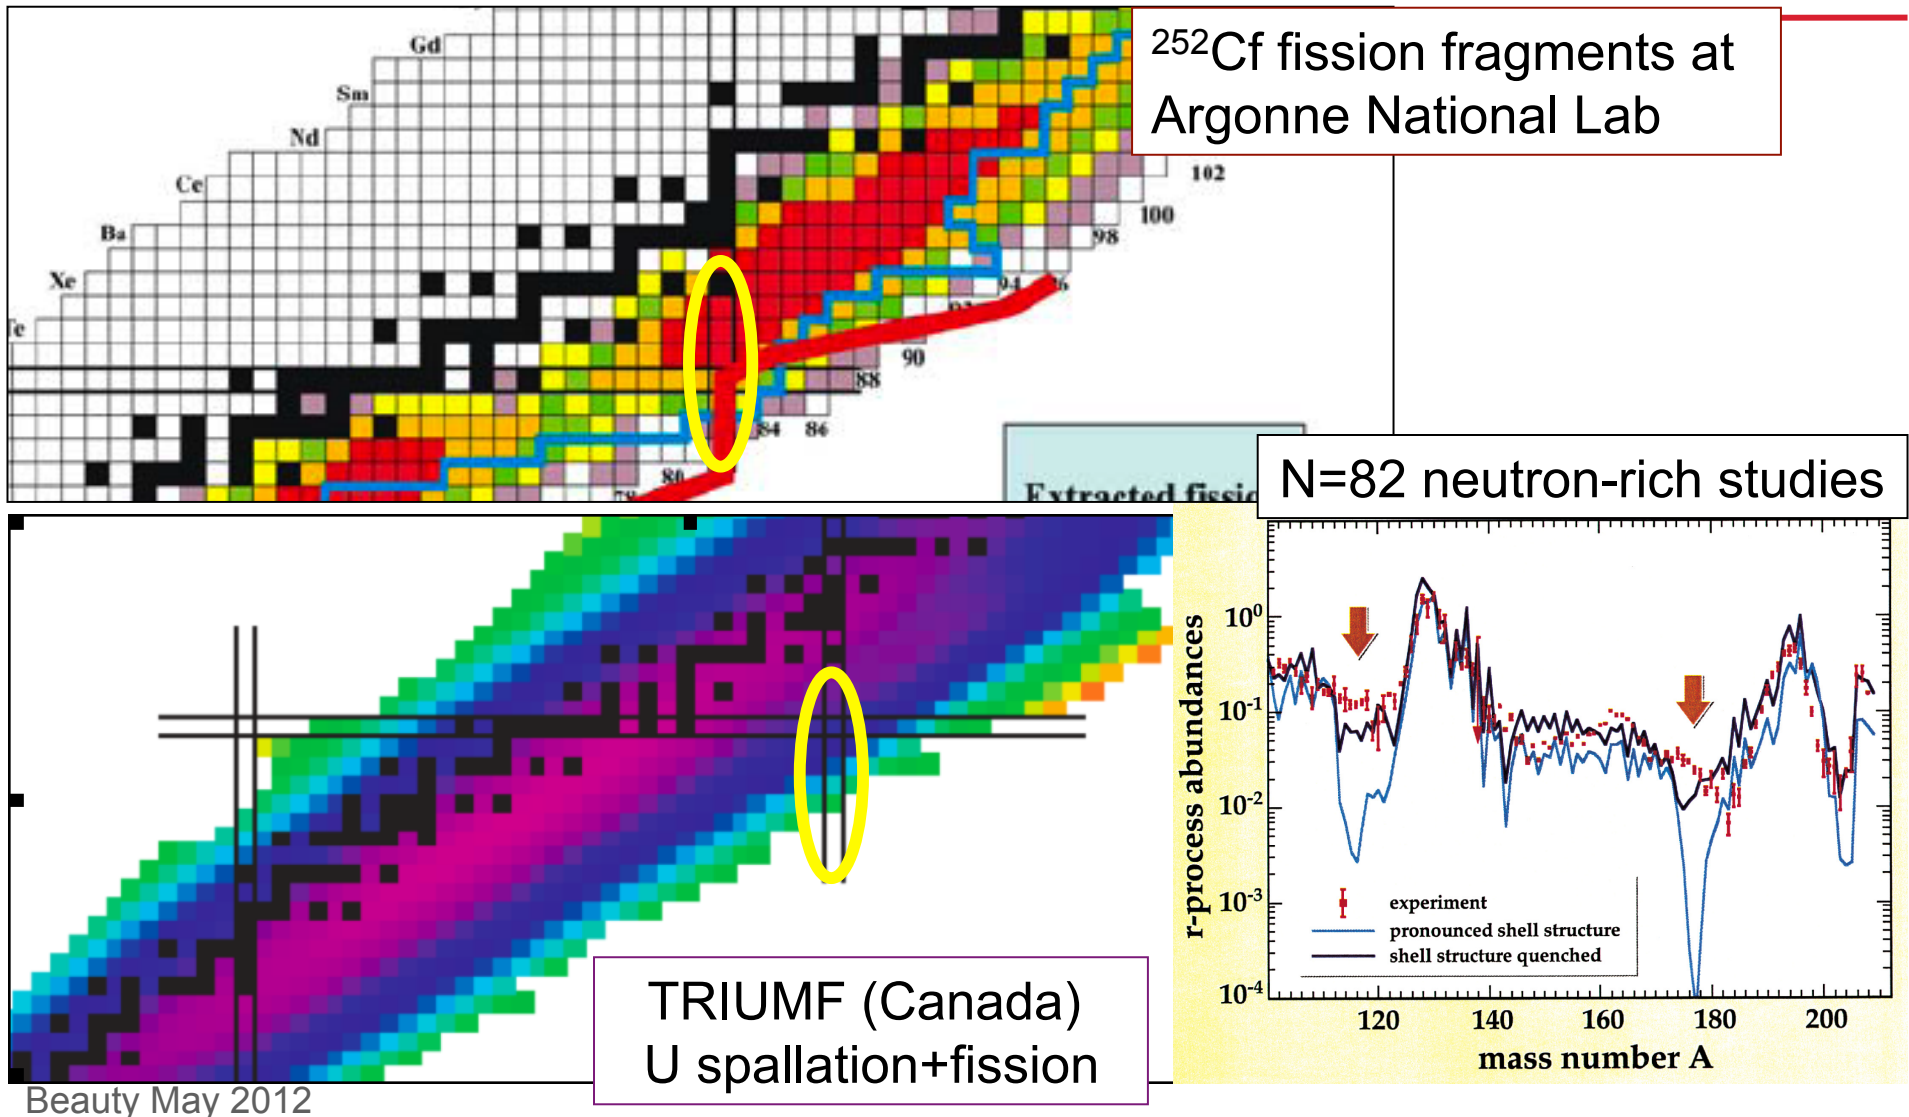 ²⁵²Cf fission fragments at
Argonne National Lab
Gd
Sm
Nd
Ce
Ba
Xe
102
100
98
94
90
88
84
86
80
78
Extracted
N=82 neutron-rich studies
r-process abundances
10⁰
10⁻¹
10⁻²
10⁻³
10⁻⁴
experiment
pronounced shell structure
shell structure quenched
120 140 160 180 200
mass number A
TRIUMF (Canada)
U spallation+fission
Beauty May 2012